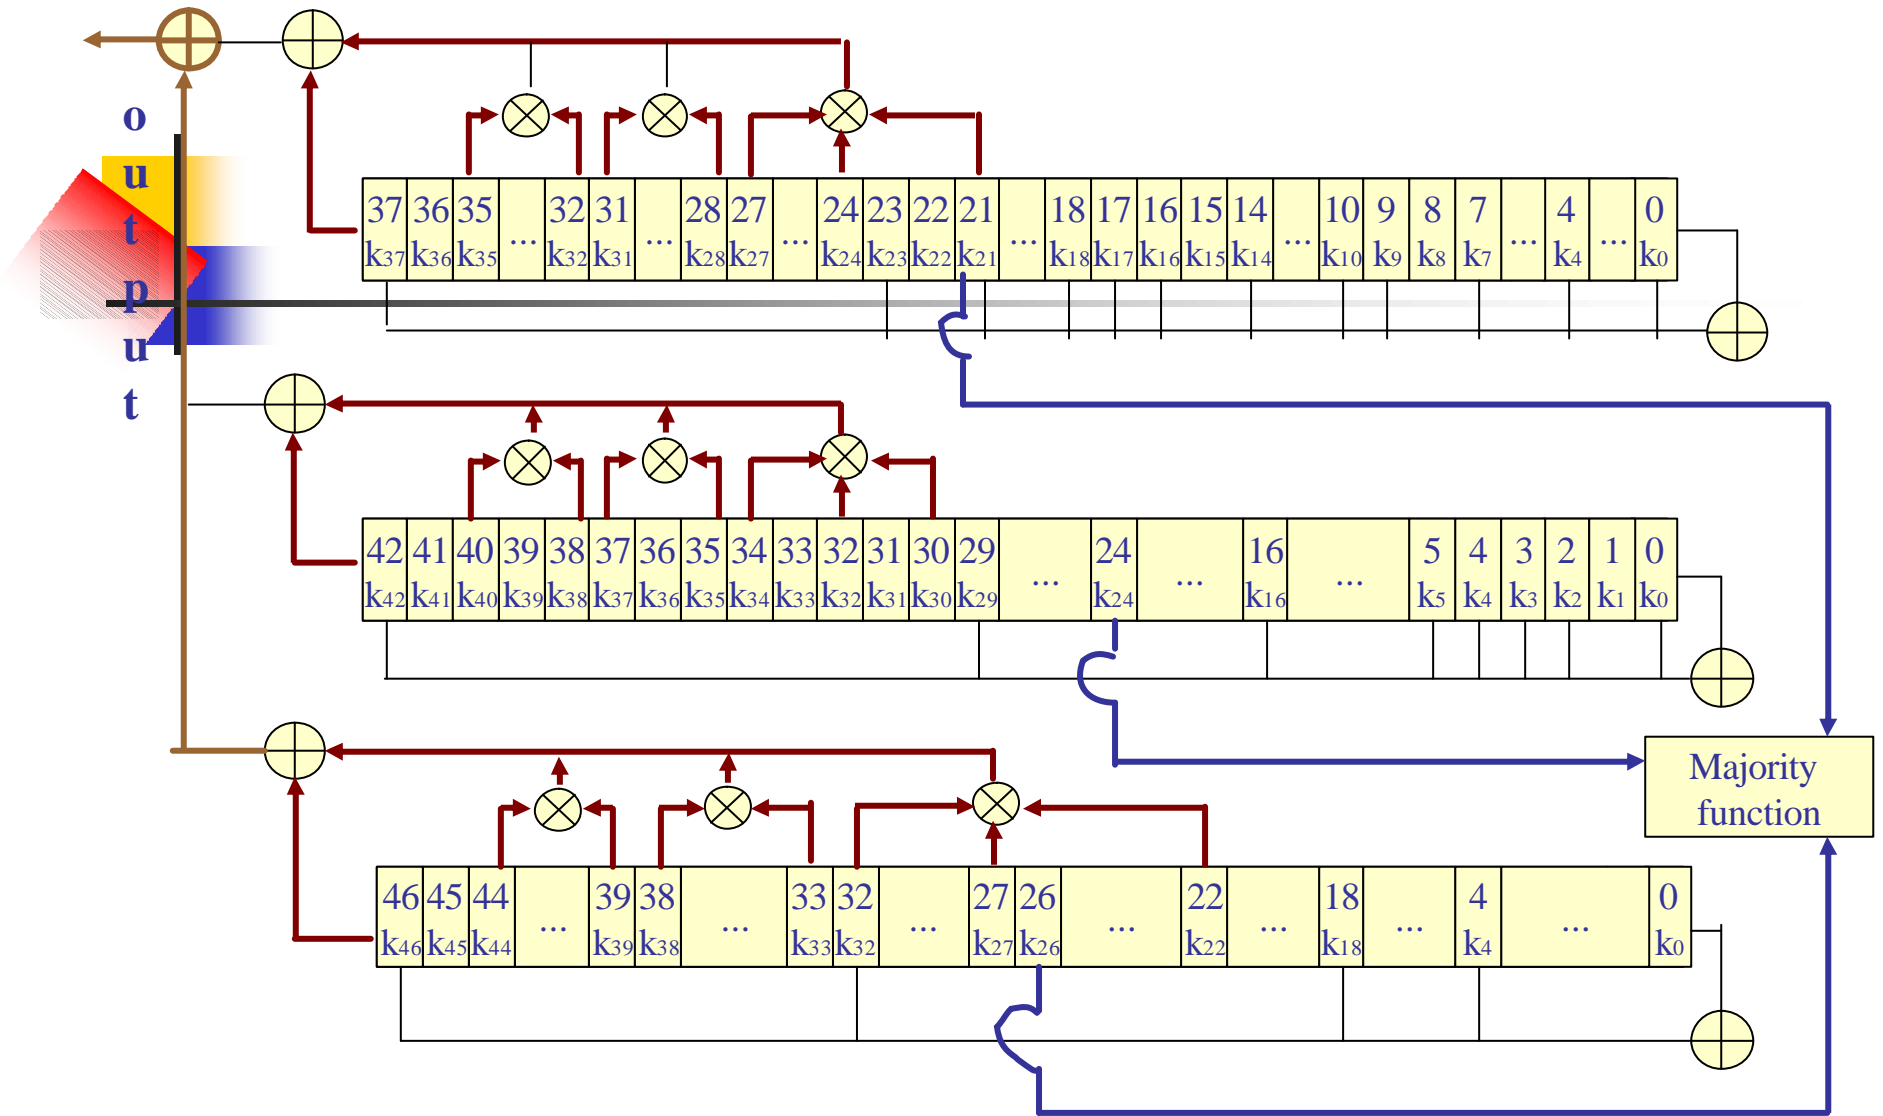 output
37 36 35 ... 32 31 ... 28 27 ... 24 23 22 21 ... 18 17 16 15 14 ... 10 9 8 7 ... 4 ... 0
k37 k36 k35 k32 k31 k28 k27 k24 k23 k22 k21 k18 k17 k16 k15 k14 k10 k9 k8 k7 k4 k0
42 41 40 39 38 37 36 35 34 33 32 31 30 29 ... 24 ... 16 ... 5 4 3 2 1 0
k42 k41 k40 k39 k38 k37 k36 k35 k34 k33 k32 k31 k30 k29 k24 k16 k5 k4 k3 k2 k1 k0
Majority
function
46 45 44 ... 39 38 ... 33 32 ... 27 26 ... 22 ... 18 ... 4 ... 0
k46 k45 k44 k39 k38 k33 k32 k27 k26 k22 k18 k4 k0